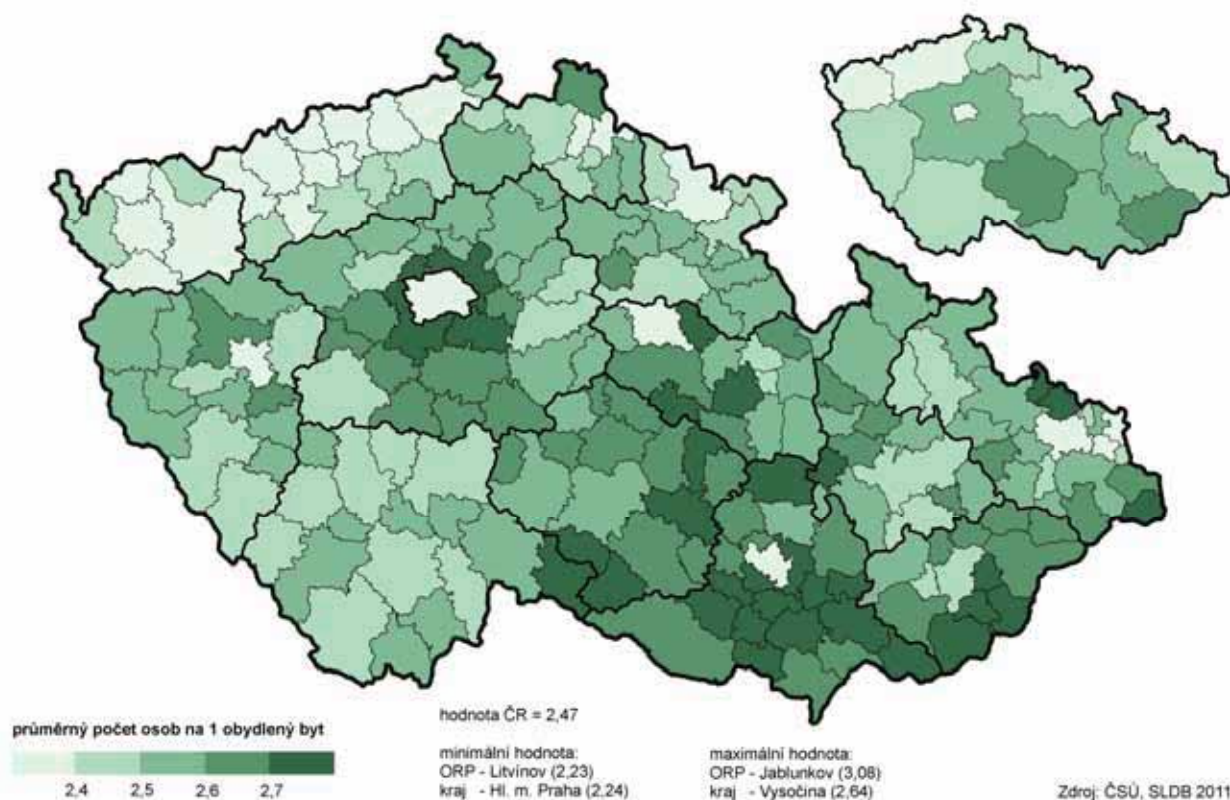 průměrný počet osob na 1 obydlený byt
2,4 2,5 2,6 2,7
hodnota ČR = 2,47
minimální hodnota:
ORP - Litvínov (2,23)
kraj - Hl. m. Praha (2,24)
maximální hodnota:
ORP - Jablunkov (3,08)
kraj - Vysočina (2,64)
Zdroj: ČSÚ, SLDB 2011